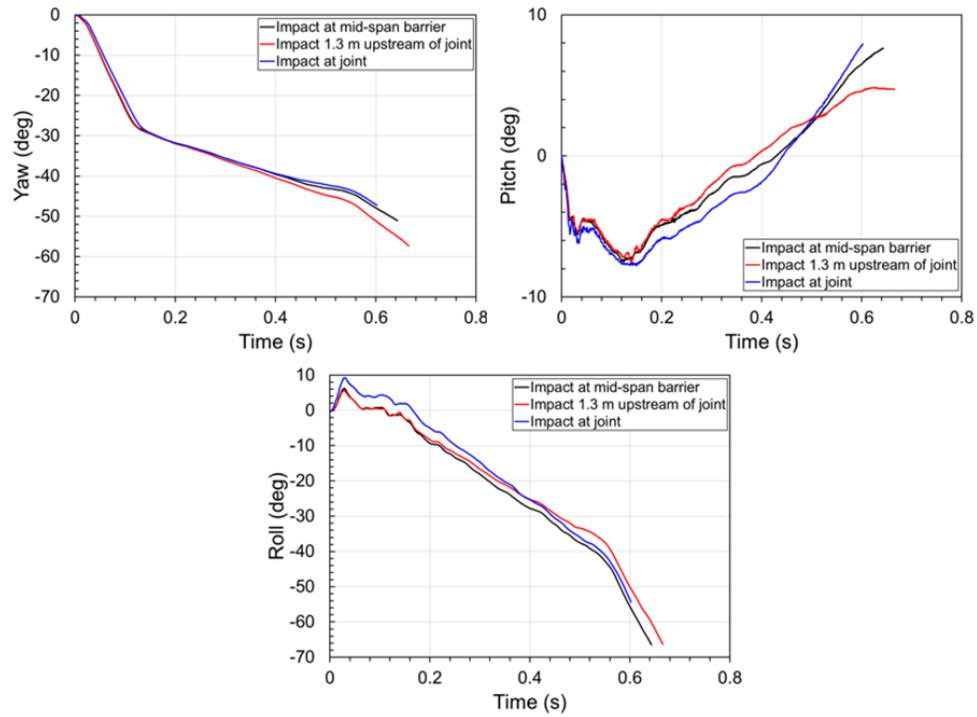 0
-10
-20
-30
-40
-50
-60
-70
Yaw (deg)
Impact at mid-span barrier
Impact 1.3 m upstream of joint
Impact at joint
0 0.2 0.4 0.6 0.8
Time (s)
10
0
-10
Pitch (deg)
Impact at mid-span barrier
Impact 1.3 m upstream of joint
Impact at joint
0 0.2 0.4 0.6 0.8
Time (s)
10
0
-10
-20
-30
-40
-50
-60
-70
Roll (deg)
Impact at mid-span barrier
Impact 1.3 m upstream of joint
Impact at joint
0 0.2 0.4 0.6 0.8
Time (s)